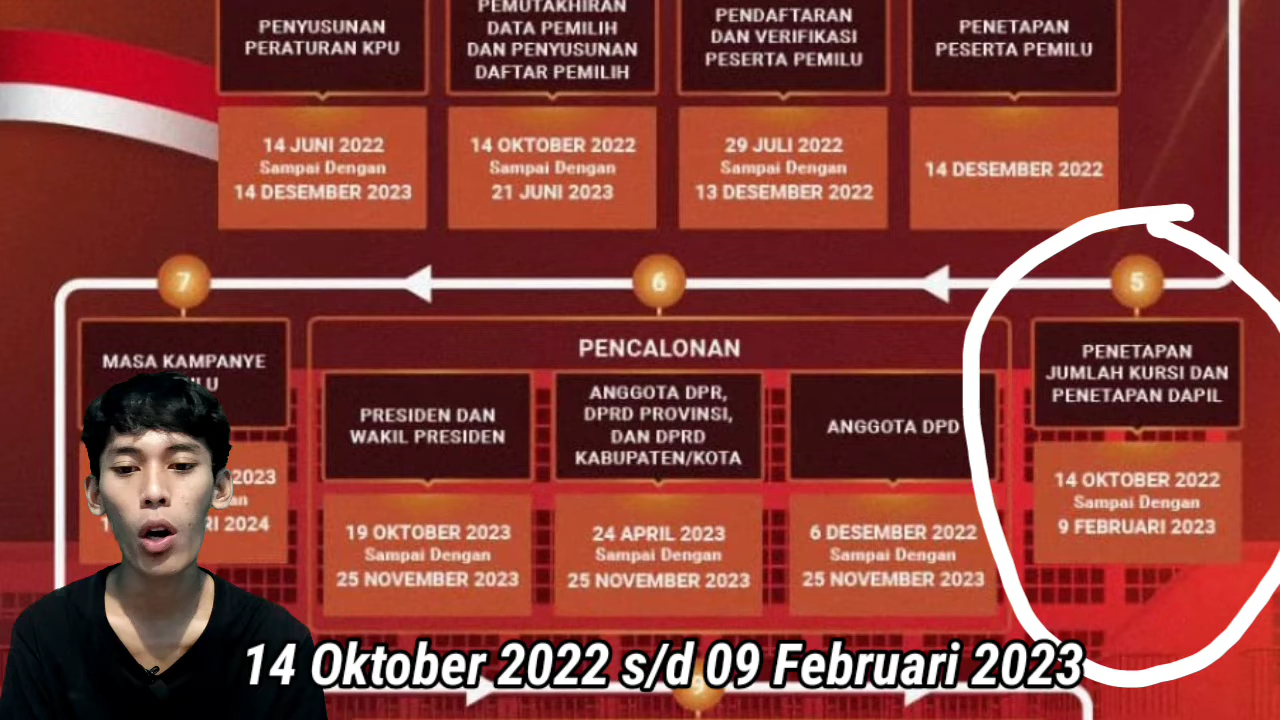 PENYUSUNAN
PERATURAN KPU
14 JUNI 2022
Sampai Dengan
14 DESEMBER 2023
PEMUTAKHIRAN
DATA PEMILIH
DAN PENYUSUNAN
DAFTAR PEMILIH
14 OKTOBER 2022
Sampai Dengan
21 JUNI 2023
PENDAFTARAN
DAN VERIFIKASI
PESERTA PEMILU
29 JULI 2022
Sampai Dengan
13 DESEMBER 2022
PENETAPAN
PESERTA PEMILU
14 DESEMBER 2022
7
MASA KAMPANYE
2023
2024
6
PENCALONAN
PRESIDEN DAN
WAKIL PRESIDEN
19 OKTOBER 2023
Sampai Dengan
25 NOVEMBER 2023
ANGGOTA DPR,
DPRD PROVINSI,
DAN DPRD
KABUPATEN/KOTA
24 APRIL 2023
Sampai Dengan
25 NOVEMBER 2023
ANGGOTA DPD
6 DESEMBER 2022
Sampai Dengan
25 NOVEMBER 2023
5
PENETAPAN
JUMLAH KURSI DAN
PENETAPAN DAPIL
14 OKTOBER 2022
Sampai Dengan
9 FEBRUARI 2023
14 Oktober 2022 s/d 09 Februari 2023